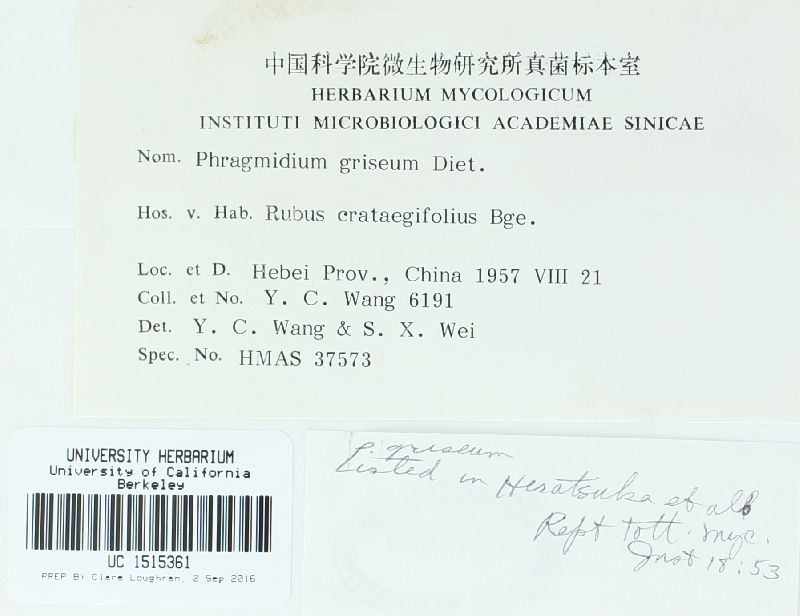 中国科学院微生物研究所真菌标本室
HERBARIUM MYCOLOGICUM
INSTITUTI MICROBIOLOGICI ACADEMIAE SINICAE
Nom. Phragmidium griseum Diet.
Hos. v. Hab. Rubus crataegifolius Bge.
Loc. et D. Hebei Prov., China 1957 VIII 21
Coll. et No. Y. C. Wang 6191
Det. Y. C. Wang & S. X. Wei
Spec. No. HMAS 37573
UNIVERSITY HERBARIUM
University of California
Berkeley
UC 1515361
PREP BY Clare Loughran, 2 Sep 2016
P. griseum
Listed in Hiratsuka et al
Rept Tott. Myc.
Inst 18:53